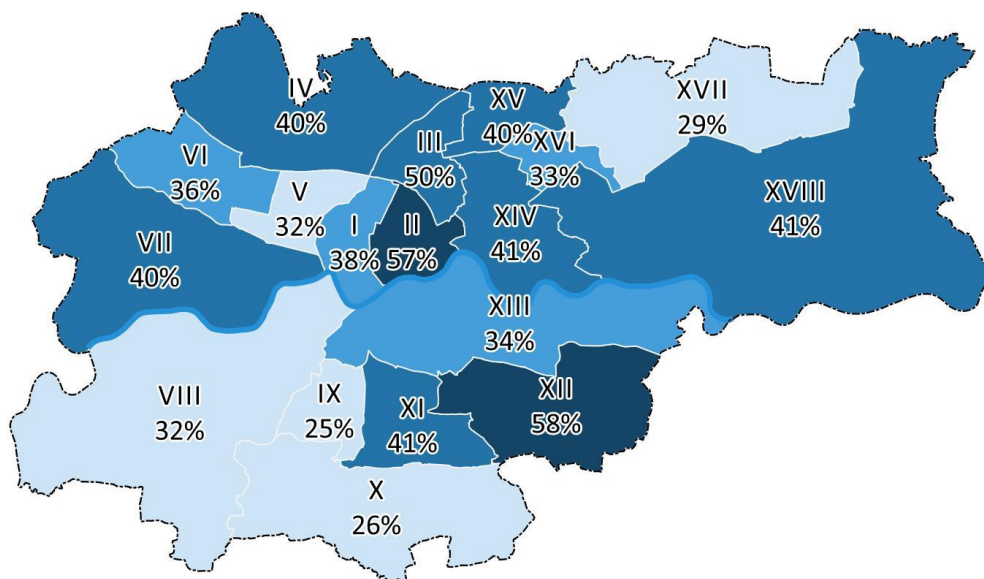 IV
40%
XV
40%
XVII
29%
III
50%
XVI
33%
VI
36%
V
32%
XVIII
41%
I
38%
II
57%
XIV
41%
VII
40%
XIII
34%
VIII
32%
IX
25%
XI
41%
XII
58%
X
26%